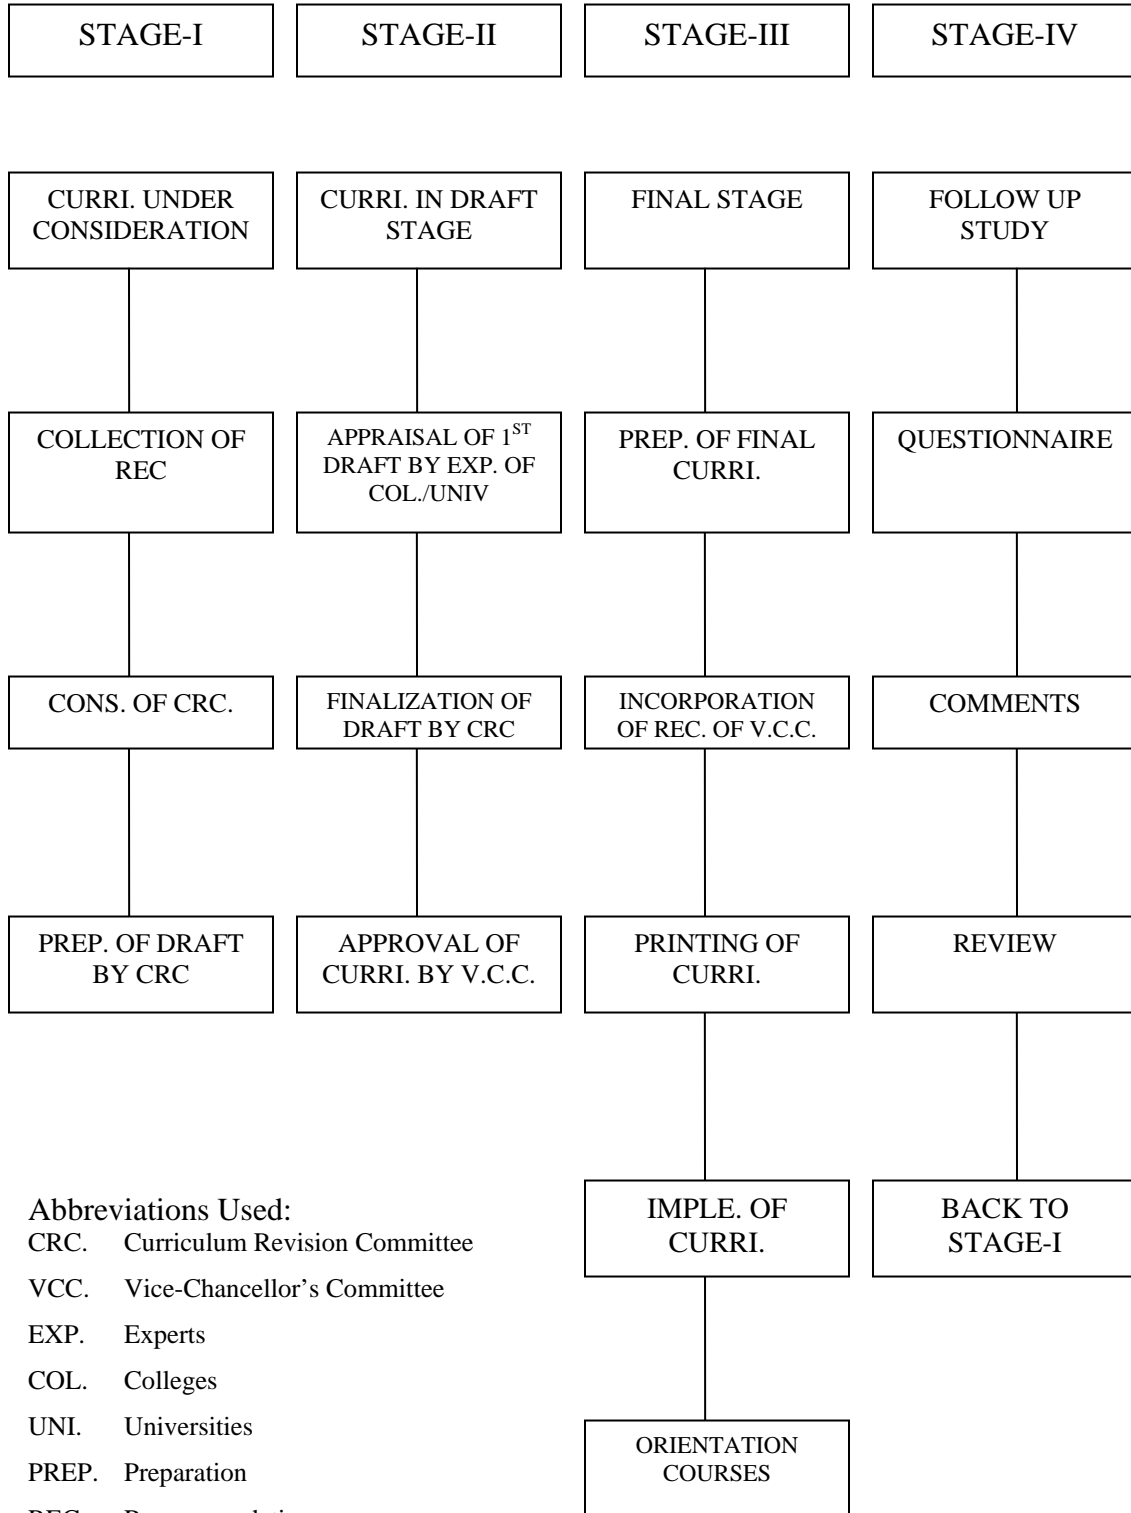 STAGE-I
STAGE-II
STAGE-III
STAGE-IV
CURRI. UNDER
CONSIDERATION
CURRI. IN DRAFT
STAGE
FINAL STAGE
FOLLOW UP
STUDY
COLLECTION OF
REC
APPRAISAL OF 1ST
DRAFT BY EXP. OF
COL./UNIV
PREP. OF FINAL
CURRI.
QUESTIONNAIRE
CONS. OF CRC.
FINALIZATION OF
DRAFT BY CRC
INCORPORATION
OF REC. OF V.C.C.
COMMENTS
PREP. OF DRAFT
BY CRC
APPROVAL OF
CURRI. BY V.C.C.
PRINTING OF
CURRI.
REVIEW
IMPLE. OF
CURRI.
BACK TO
STAGE-I
Abbreviations Used:
CRC. Curriculum Revision Committee
VCC. Vice-Chancellor’s Committee
EXP. Experts
COL. Colleges
UNI. Universities
PREP. Preparation
ORIENTATION
COURSES